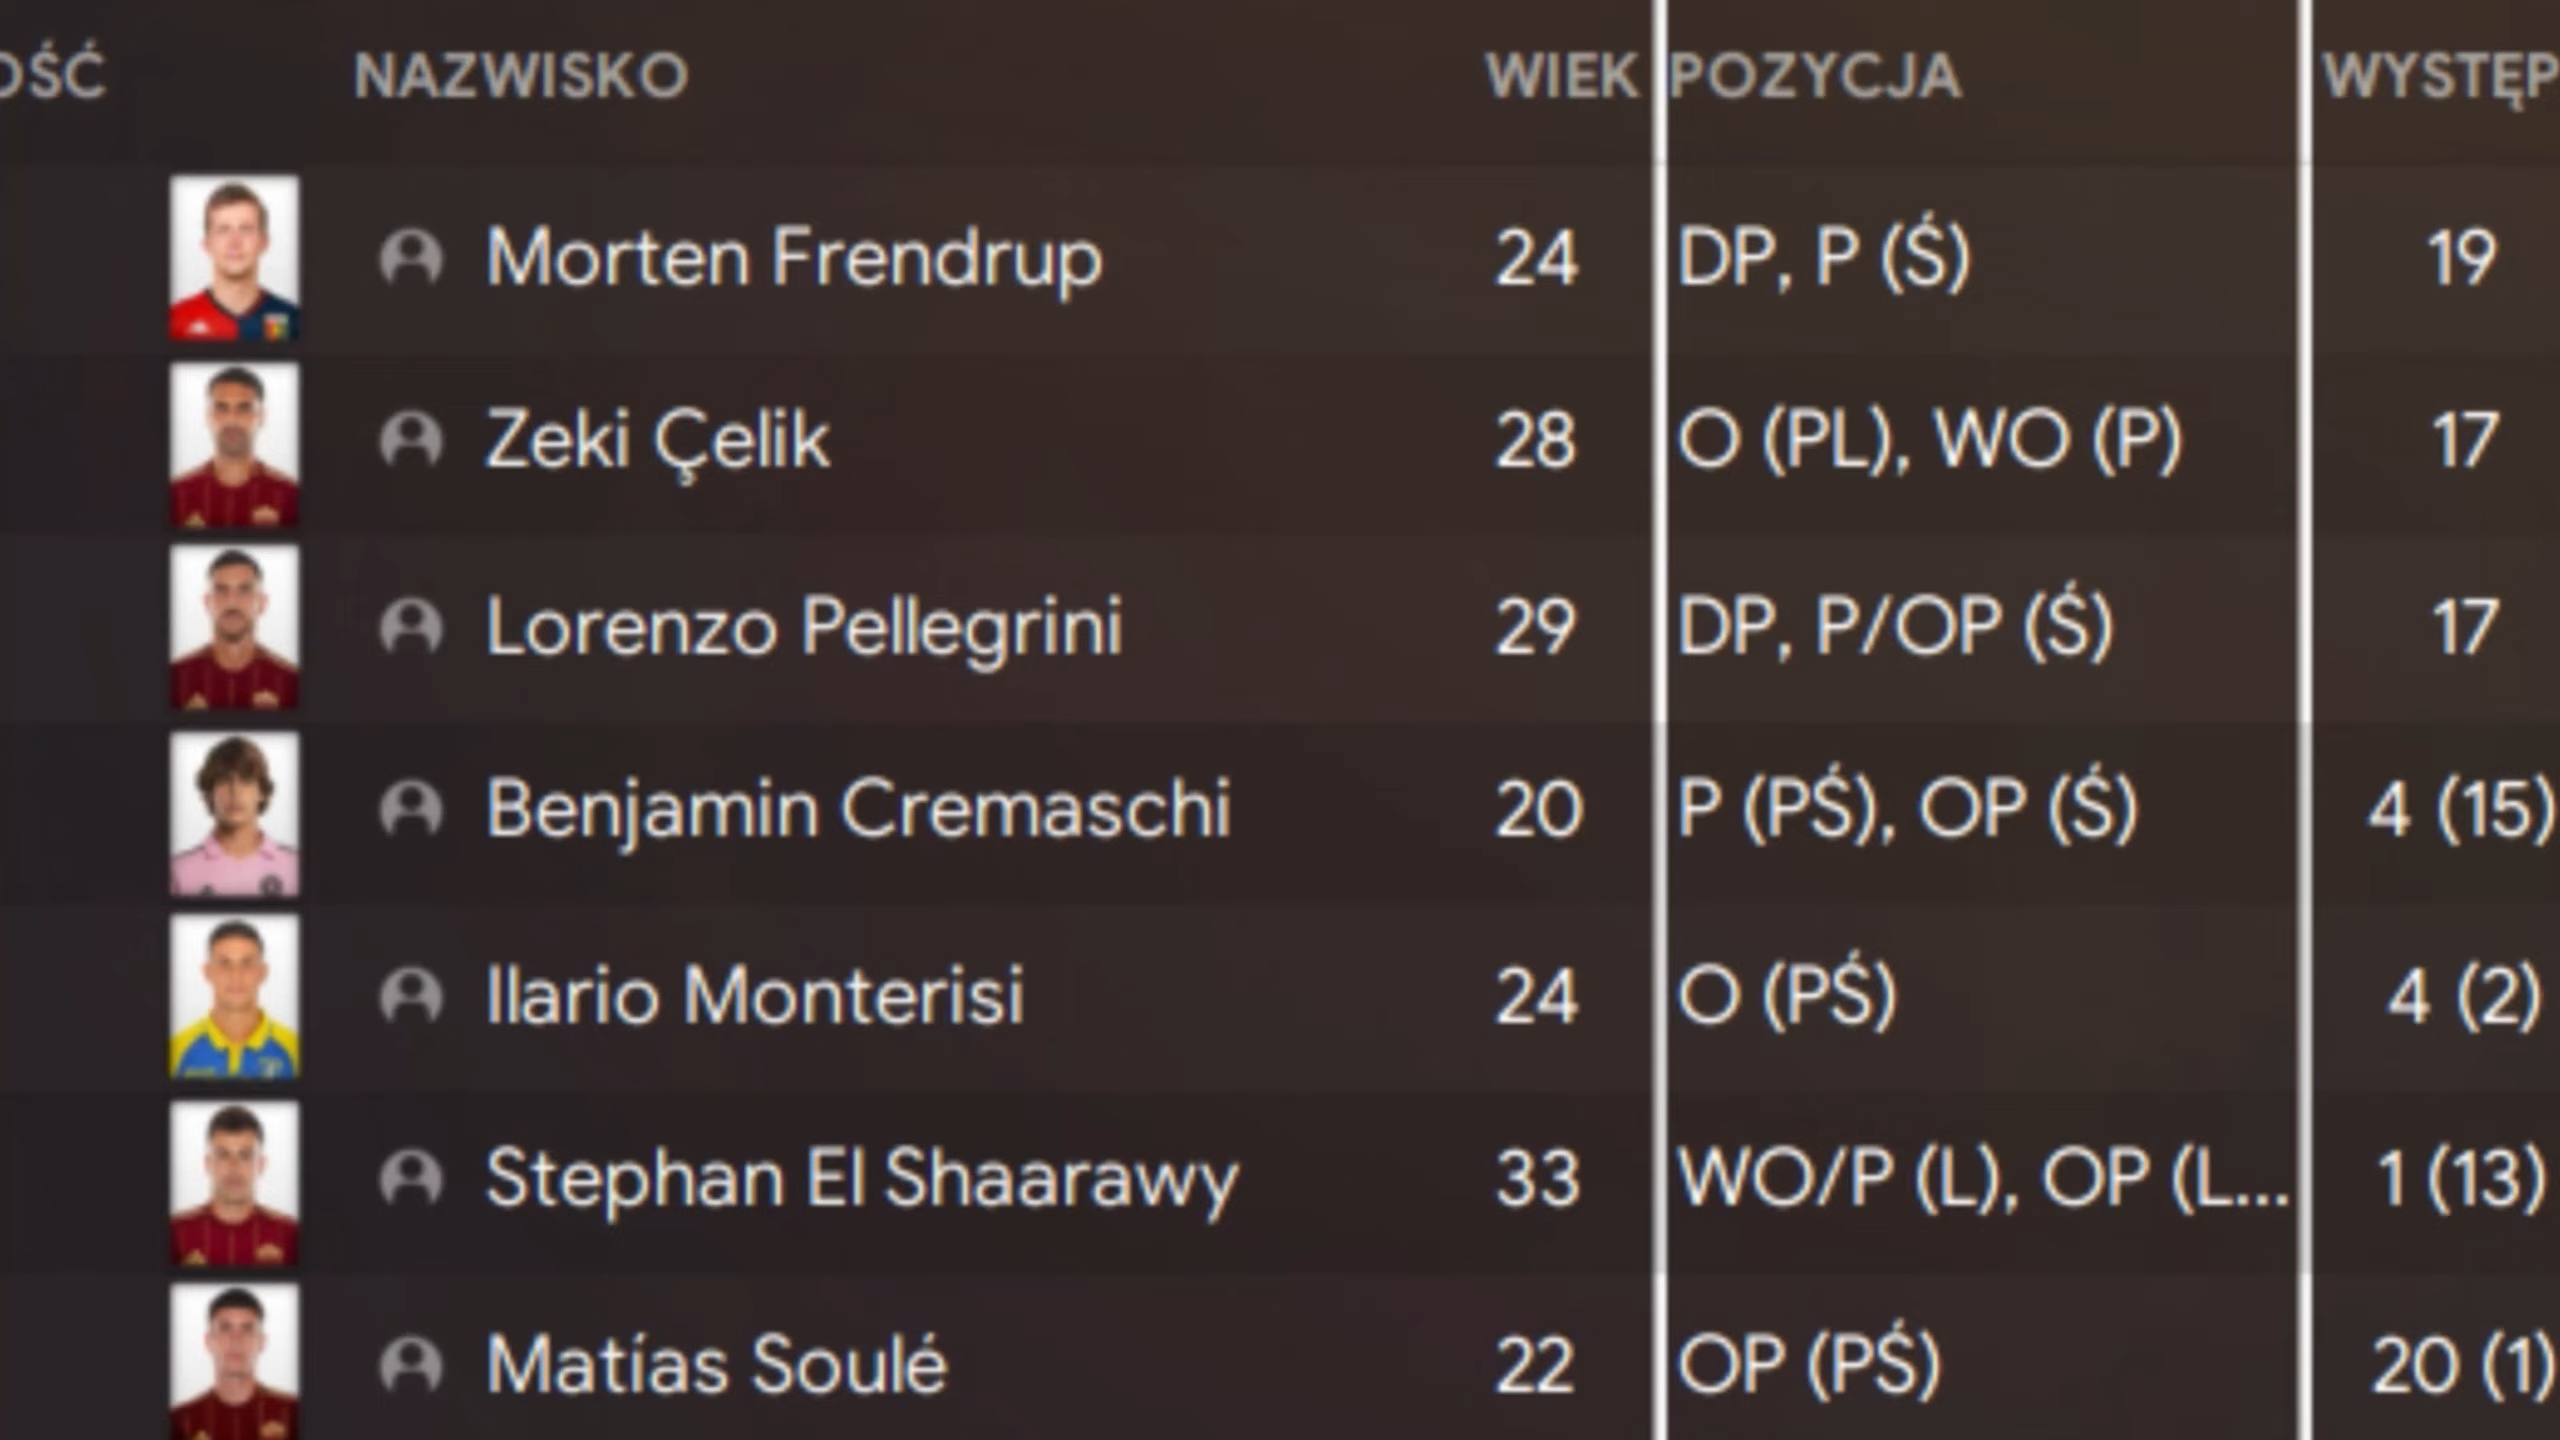 OŚĆ NAZWISKO WIEK POZYCJA WYSTĘP
Morten Frendrup 24 DP, P (Ś) 19
Zeki Çelik 28 O (PL), WO (P) 17
Lorenzo Pellegrini 29 DP, P/OP (Ś) 17
Benjamin Cremaschi 20 P (PŚ), OP (Ś) 4 (15)
Ilario Monterisi 24 O (PŚ) 4 (2)
Stephan El Shaarawy 33 WO/P (L), OP (L... 1 (13)
Matías Soulé 22 OP (PŚ) 20 (1)